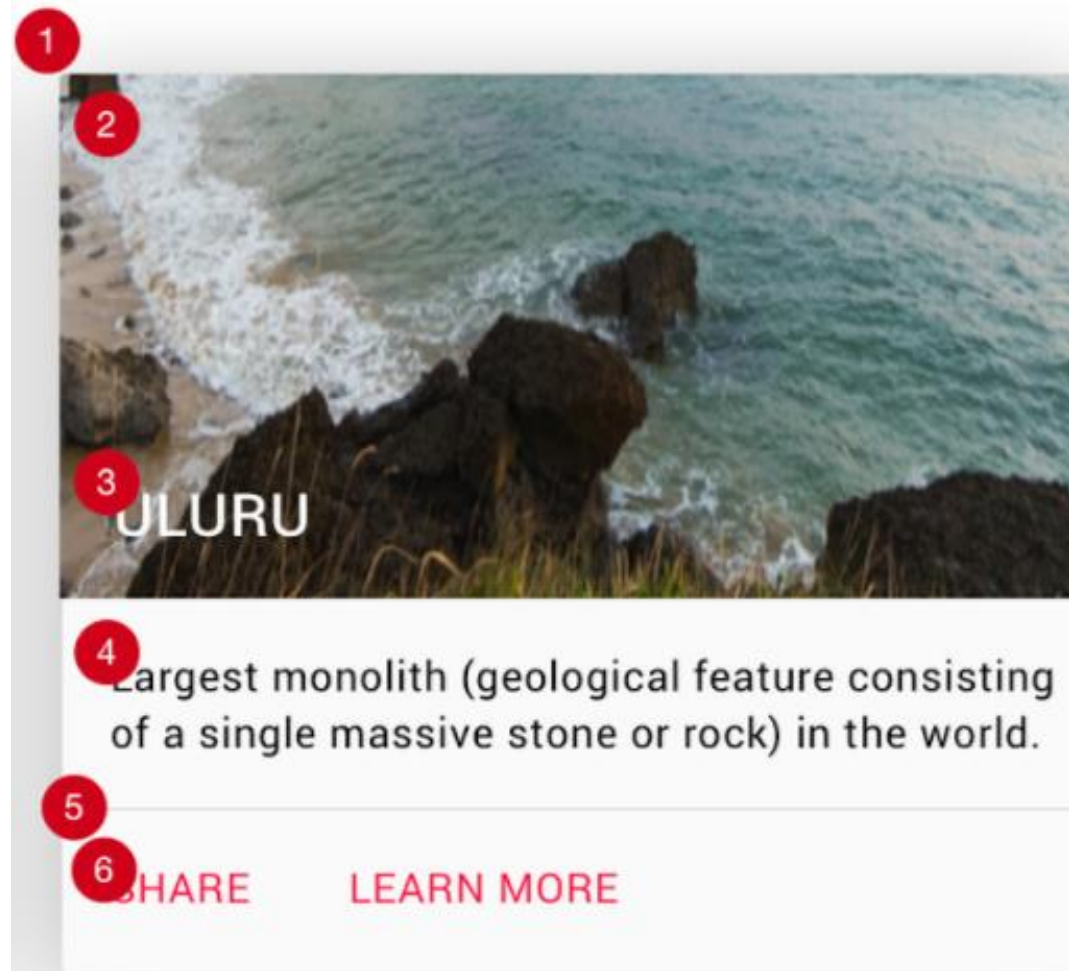 1
2
3
ULURU
4
Largest monolith (geological feature consisting
of a single massive stone or rock) in the world.
5
6
SHARE LEARN MORE